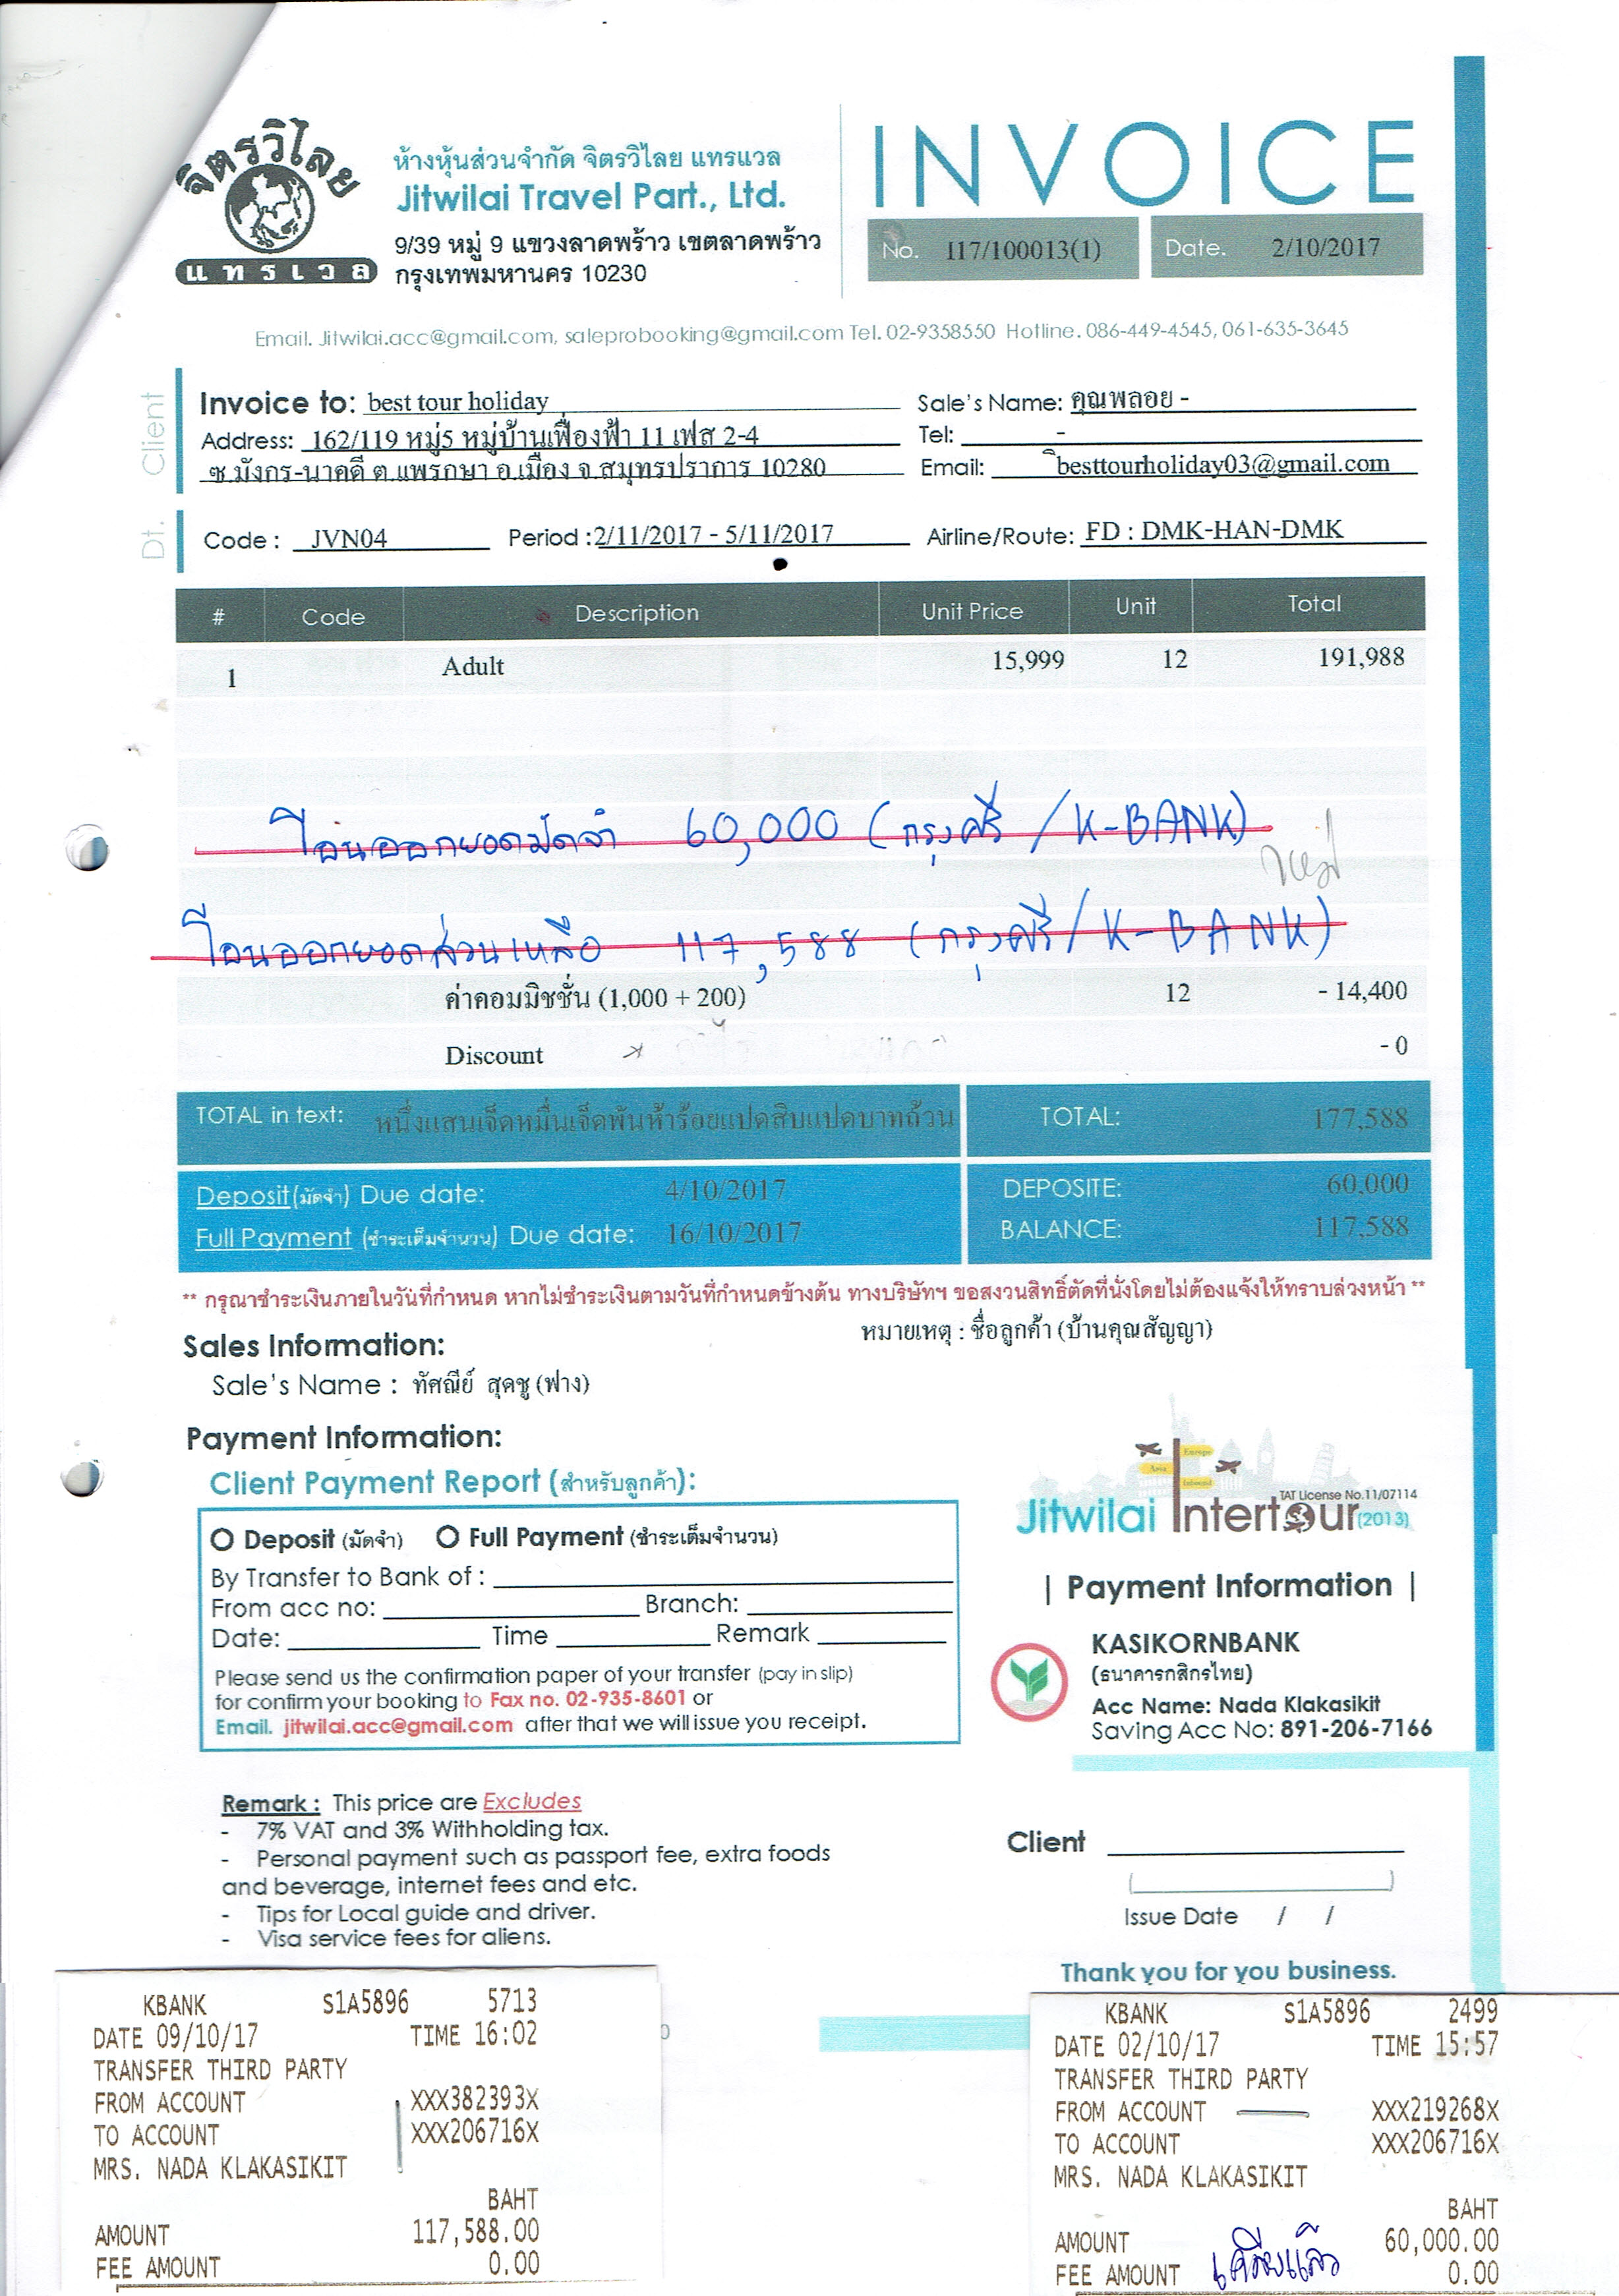 จิตรวิไลย
แทรเวล
ห้างหุ้นส่วนจำกัด จิตรวิไลย แทรแวล
Jitwilai Travel Part., Ltd.
9/39 หมู่ 9 แขวงลาดพร้าว เขตลาดพร้าว
กรุงเทพมหานคร 10230
INVOICE
No. I17/100013(1) Date. 2/10/2017
Email. Jitwilai.acc@gmail.com, saleprobooking@gmail.com Tel. 02-9358550 Hotline. 086-449-4545, 061-635-3645
Client
Invoice to: best tour holiday
Sale's Name: คุณพลอย -
Address: 162/119 หมู่5 หมู่บ้านเฟื่องฟ้า 11 เฟส 2-4
Tel: -
ซ.มังกร-นาคดี ต.แพรกษา อ.เมือง จ.สมุทรปราการ 10280
Email: besttourholiday03@gmail.com
Dt.
Code : JVN04 Period : 2/11/2017 - 5/11/2017 Airline/Route: FD : DMK-HAN-DMK
# Code Description Unit Price Unit Total
1 Adult 15,999 12 191,988
โอนออกยอดมัดจำ 60,000 (กรุงศรี / K-BANK)
โอนออกยอดส่วนเหลือ 117,588 (กรุงศรี / K-BANK)
ค่าคอมมิชชั่น (1,000 + 200) 12 - 14,400
Discount - 0
TOTAL in text: หนึ่งแสนเจ็ดหมื่นเจ็ดพันห้าร้อยแปดสิบแปดบาทถ้วน TOTAL: 177,588
Deposit(มัดจำ) Due date: 4/10/2017 DEPOSITE: 60,000
Full Payment (ชำระเต็มจำนวน) Due date: 16/10/2017 BALANCE: 117,588
** กรุณาชำระเงินภายในวันที่กำหนด หากไม่ชำระเงินตามวันที่กำหนดข้างต้น ทางบริษัทฯ ขอสงวนสิทธิ์ตัดที่นั่งโดยไม่ต้องแจ้งให้ทราบล่วงหน้า **
หมายเหตุ : ชื่อลูกค้า (บ้านคุณสัญญา)
Sales Information:
Sale's Name : ทัศณีย์ สุดชู (ฟาง)
Payment Information:
Client Payment Report (สำหรับลูกค้า):
Deposit (มัดจำ) Full Payment (ชำระเต็มจำนวน)
By Transfer to Bank of :
From acc no: Branch:
Date: Time Remark
Please send us the confirmation paper of your transfer (pay in slip)
for confirm your booking to Fax no. 02-935-8601 or
Email. jitwilai.acc@gmail.com after that we will issue you receipt.
Europe
Asia
TAT License No.11/07114
Jitwilai Intertour (2013)
| Payment Information |
KASIKORNBANK
(ธนาคารกสิกรไทย)
Acc Name: Nada Klakasikit
Saving Acc No: 891-206-7166
Remark : This price are Excludes
- 7% VAT and 3% Withholding tax.
- Personal payment such as passport fee, extra foods
and beverage, internet fees and etc.
- Tips for Local guide and driver.
- Visa service fees for aliens.
Client
Issue Date / /
Thank you for you business.
KBANK S1A5896 5713
DATE 09/10/17 TIME 16:02
TRANSFER THIRD PARTY
FROM ACCOUNT XXX382393X
TO ACCOUNT XXX206716X
MRS. NADA KLAKASIKIT
BAHT
AMOUNT 117,588.00
FEE AMOUNT 0.00
KBANK S1A5896 2499
DATE 02/10/17 TIME 15:57
TRANSFER THIRD PARTY
FROM ACCOUNT XXX219268X
TO ACCOUNT XXX206716X
MRS. NADA KLAKASIKIT
BAHT
AMOUNT 60,000.00
FEE AMOUNT 0.00